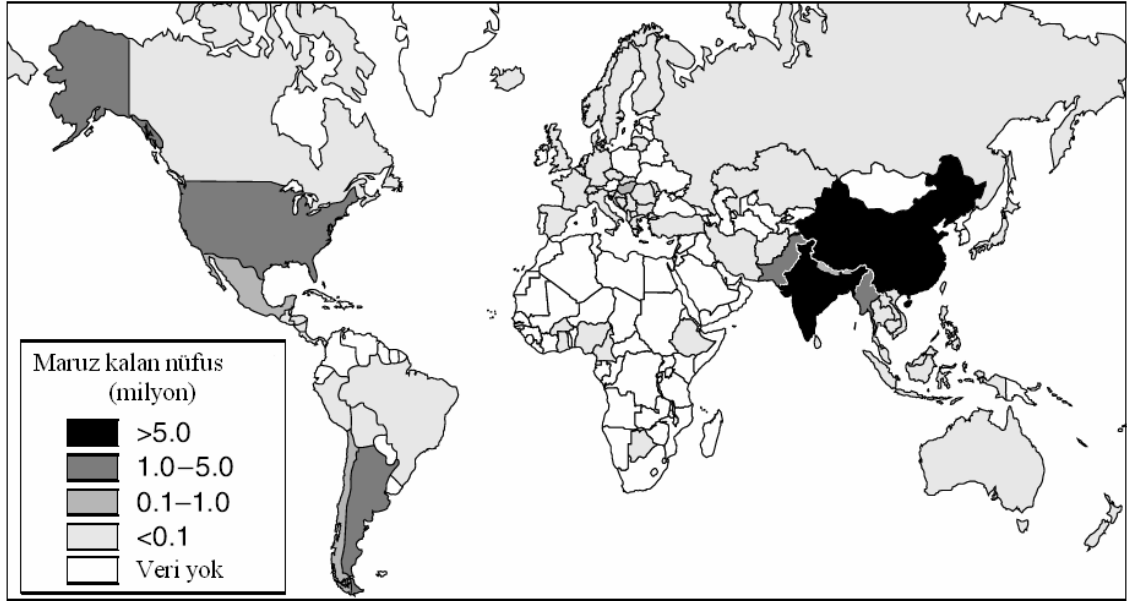 Maruz kalan nüfus
(milyon)
>5.0
1.0–5.0
0.1–1.0
<0.1
Veri yok